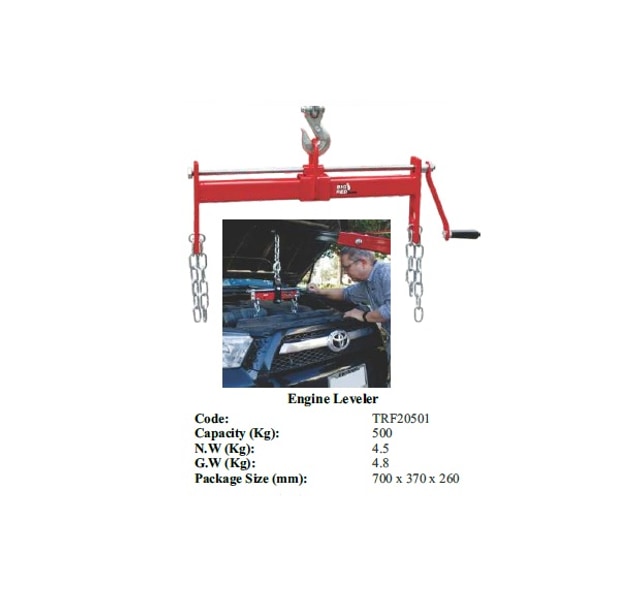 BIG
RED
Engine Leveler
Code: TRF20501
Capacity (Kg): 500
N.W (Kg): 4.5
G.W (Kg): 4.8
Package Size (mm): 700 x 370 x 260